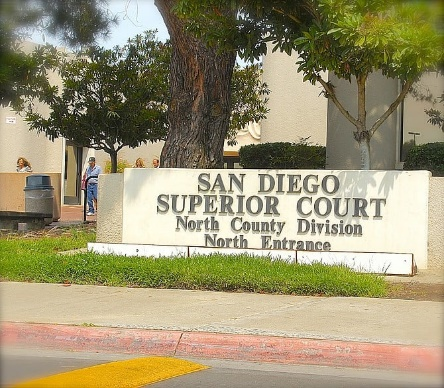 SAN DIEGO
SUPERIOR COURT
North County Division
North Entrance